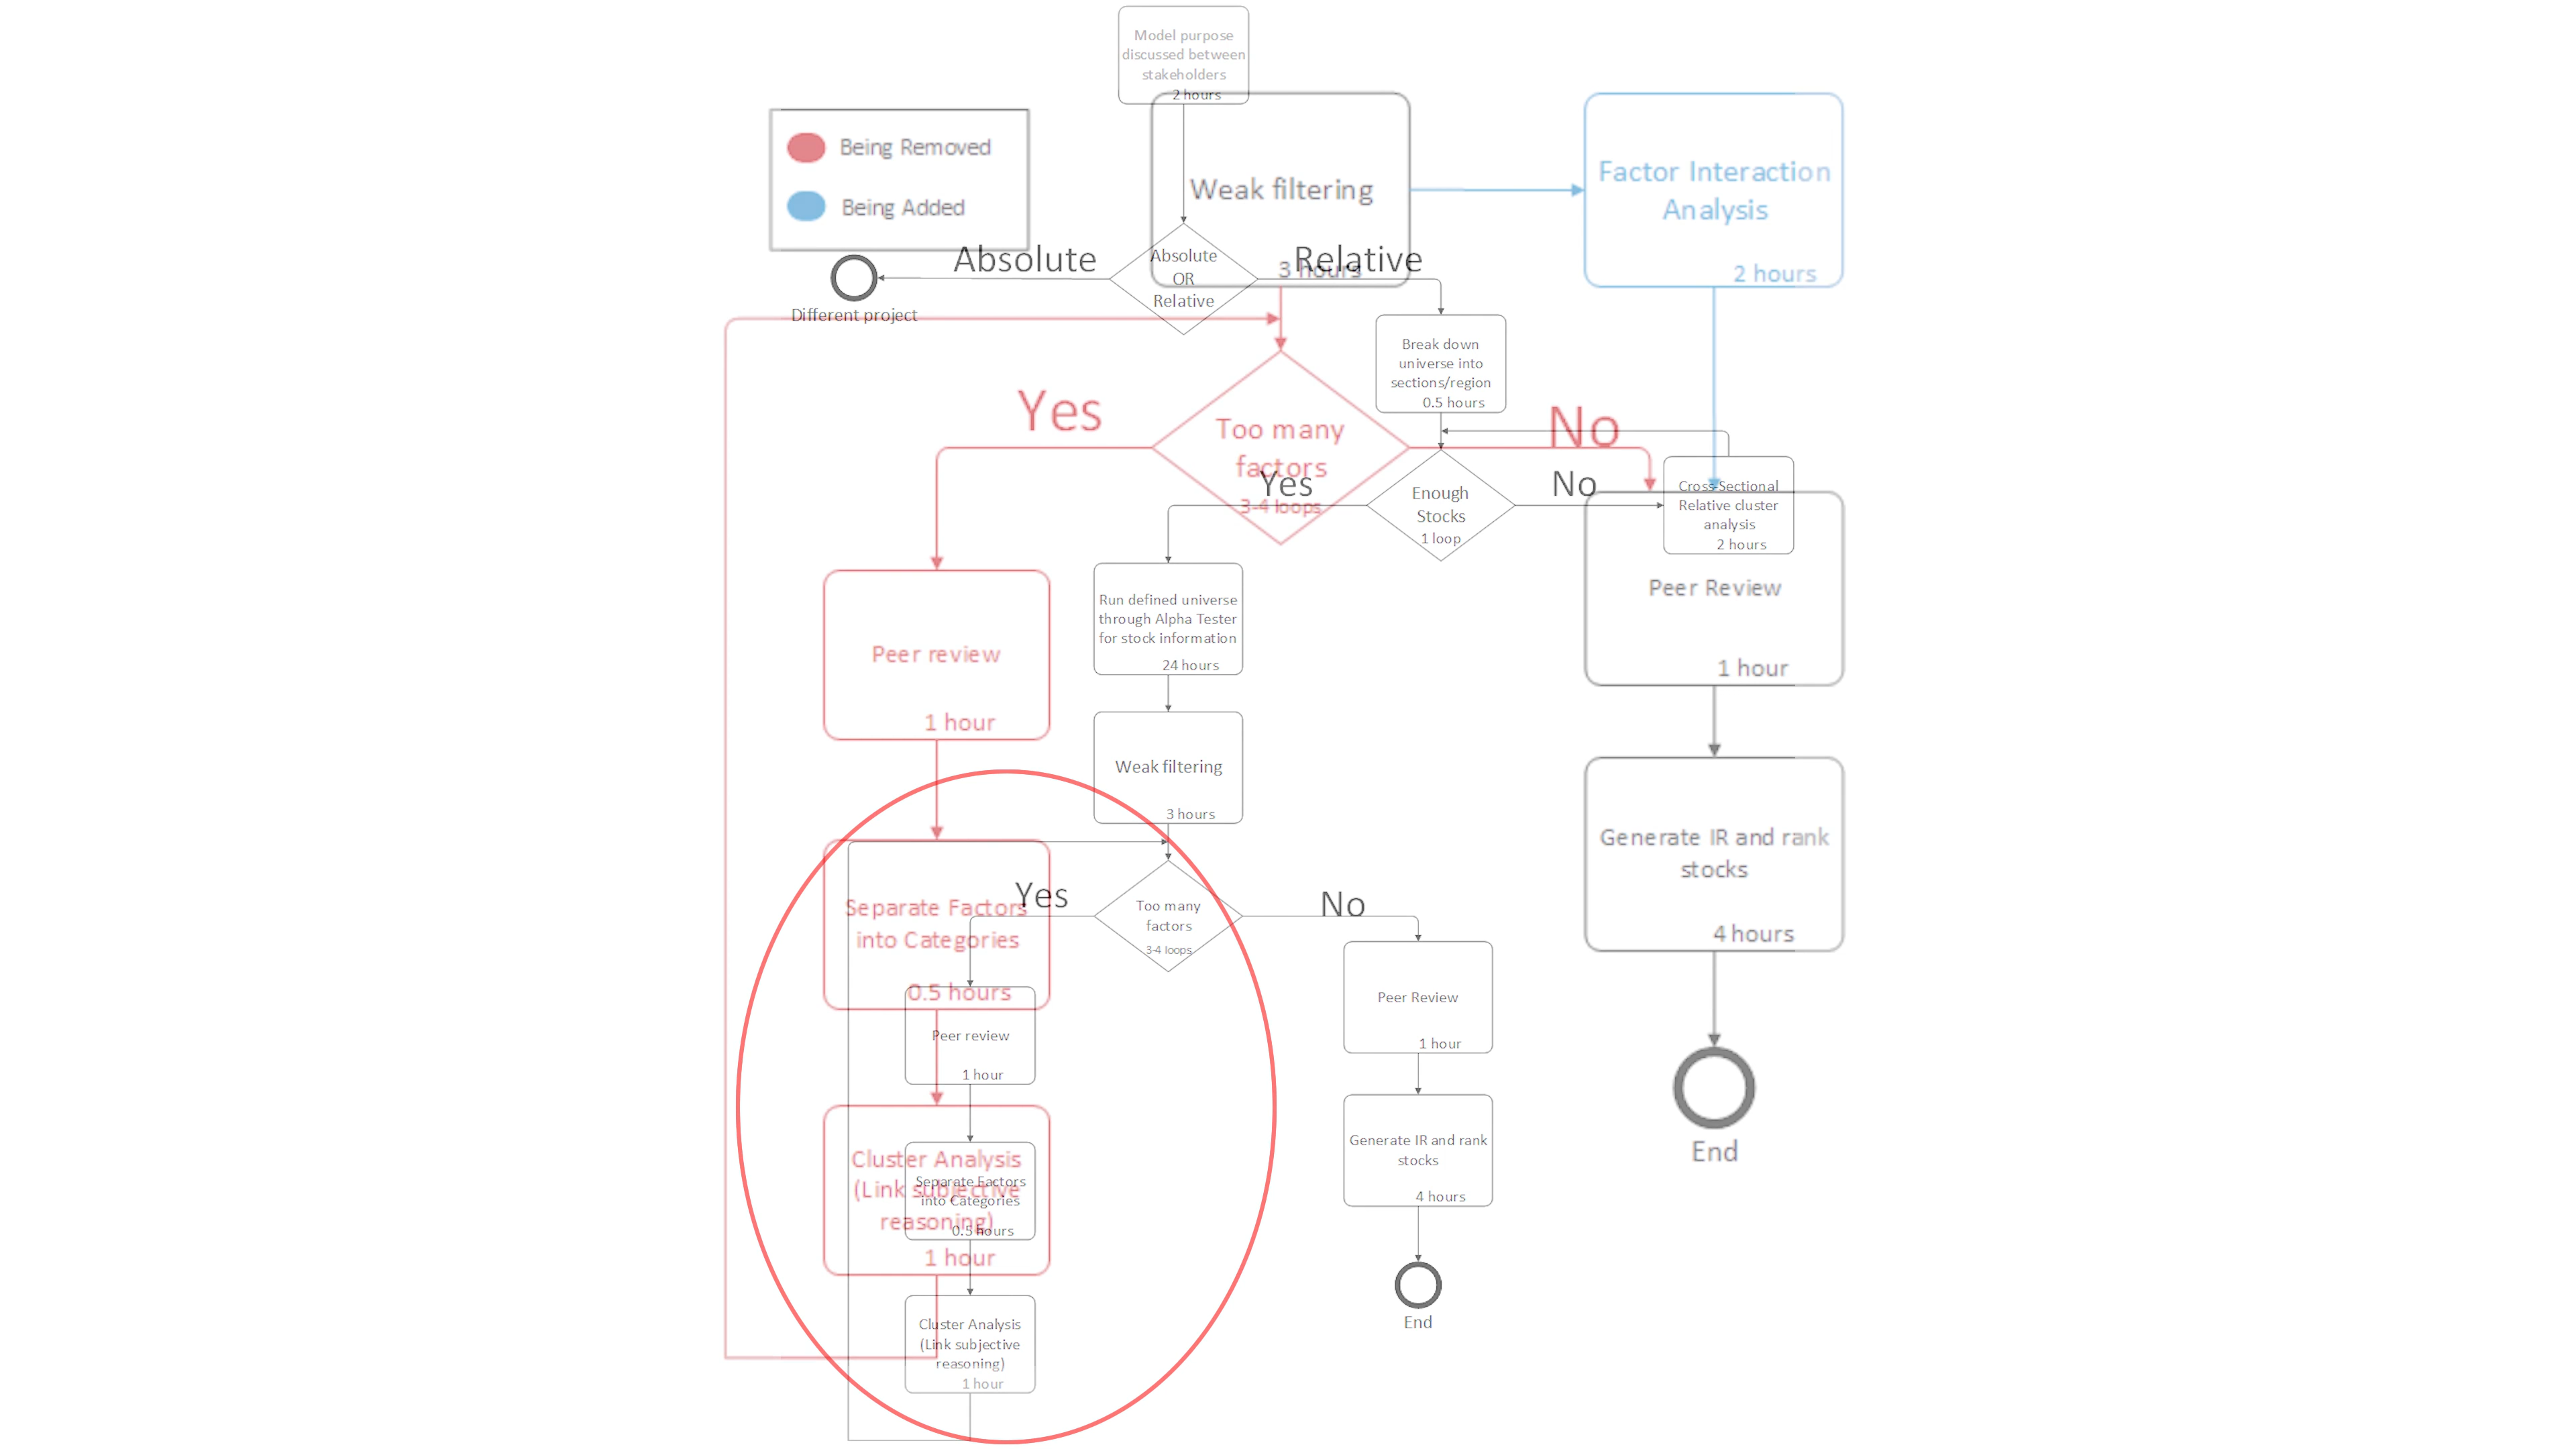 Model purpose
discussed between
stakeholders
2 hours
Being Removed
Being Added
Weak filtering
3 hours
Factor Interaction
Analysis
2 hours
Absolute
Absolute
OR
Relative
Relative
Different project
Break down
universe into
sections/region
0.5 hours
Yes
Too many
factors
3-4 loops
No
Yes
Enough
Stocks
1 loop
No
Cross-Sectional
Relative cluster
analysis
2 hours
Peer Review
1 hour
Run defined universe
through Alpha Tester
for stock information
24 hours
Peer review
1 hour
Weak filtering
3 hours
Generate IR and rank
stocks
4 hours
Separate Factors
into Categories
0.5 hours
Yes
Too many
factors
3-4 loops
No
Peer review
1 hour
Peer Review
1 hour
End
Cluster Analysis
(Link subjective
reasoning)
1 hour
Separate Factors
into Categories
0.5 hours
Generate IR and rank
stocks
4 hours
Cluster Analysis
(Link subjective
reasoning)
1 hour
End